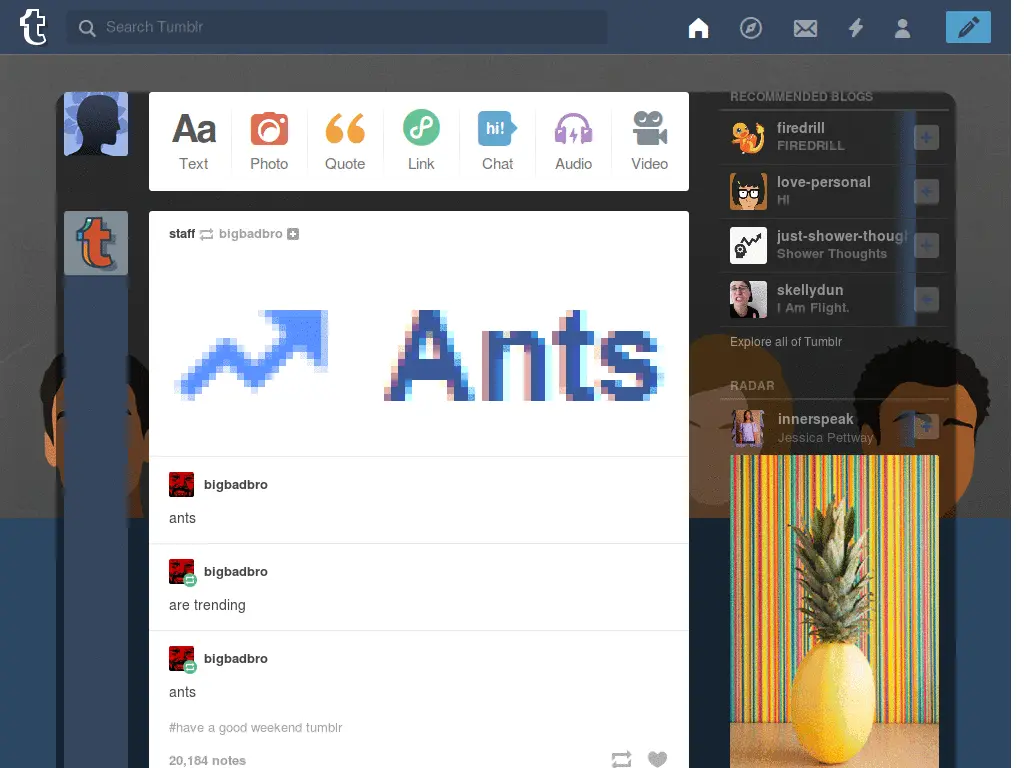 t
Search Tumblr
Aa
hi!
Text
Photo
Quote
Link
Chat
Audio
Video
t
staff bigbadbro
Ants
bigbadbro
ants
bigbadbro
are trending
bigbadbro
ants
#have a good weekend tumblr
20,184 notes
RECOMMENDED BLOGS
firedrill
FIREDRILL
love-personal
HI
just-shower-though
Shower Thoughts
skellydun
I Am Flight.
Explore all of Tumblr
RADAR
innerspeak
Jessica Pettway